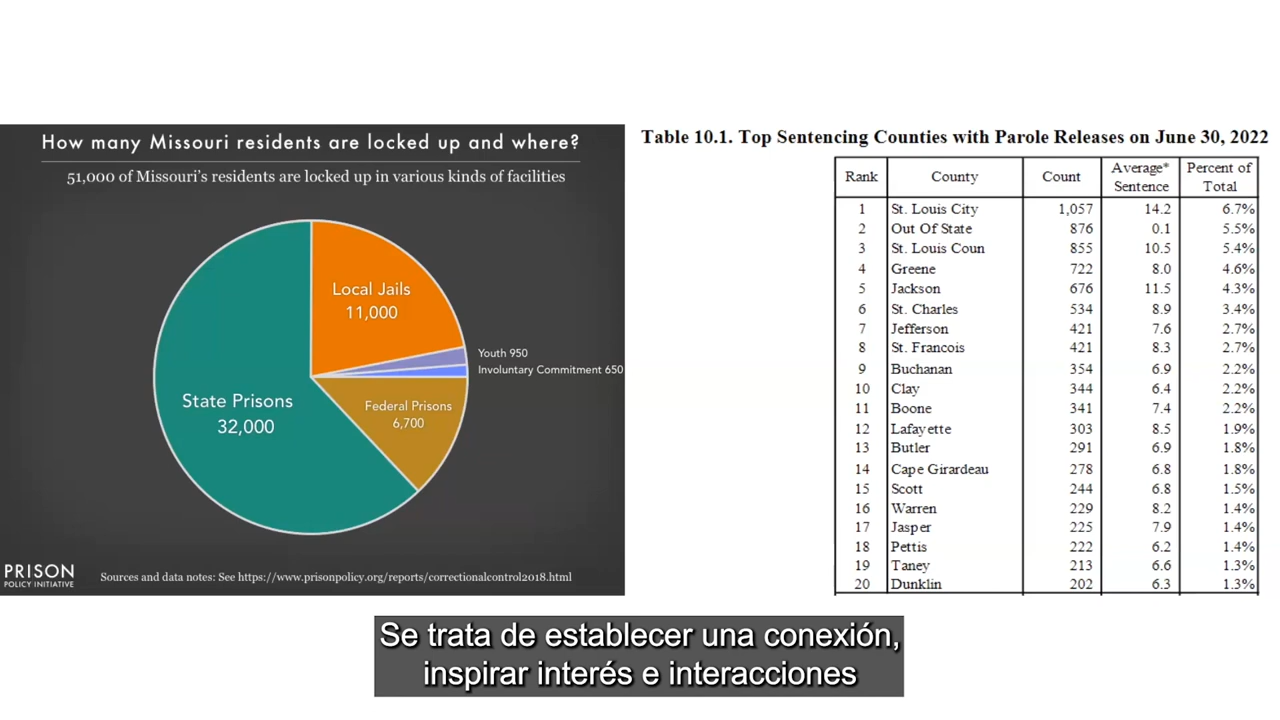 How many Missouri residents are locked up and where?
51,000 of Missouri's residents are locked up in various kinds of facilities
Local Jails
11,000
Youth 950
Involuntary Commitment 650
State Prisons
32,000
Federal Prisons
6,700
PRISON
POLICY INITIATIVE
Sources and data notes: See https://www.prisonpolicy.org/reports/correctionalcontrol2018.html
Table 10.1. Top Sentencing Counties with Parole Releases on June 30, 2022
Rank County Count Average* Sentence Percent of Total
1 St. Louis City 1,057 14.2 6.7%
2 Out Of State 876 0.1 5.5%
3 St. Louis Coun 855 10.5 5.4%
4 Greene 722 8.0 4.6%
5 Jackson 676 11.5 4.3%
6 St. Charles 534 8.9 3.4%
7 Jefferson 421 7.6 2.7%
8 St. Francois 421 8.3 2.7%
9 Buchanan 354 6.9 2.2%
10 Clay 344 6.4 2.2%
11 Boone 341 7.4 2.2%
12 Lafayette 303 8.5 1.9%
13 Butler 291 6.9 1.8%
14 Cape Girardeau 278 6.8 1.8%
15 Scott 244 6.8 1.5%
16 Warren 229 8.2 1.4%
17 Jasper 225 7.9 1.4%
18 Pettis 222 6.2 1.4%
19 Taney 213 6.6 1.3%
20 Dunklin 202 6.3 1.3%
Se trata de establecer una conexión,
inspirar interés e interacciones